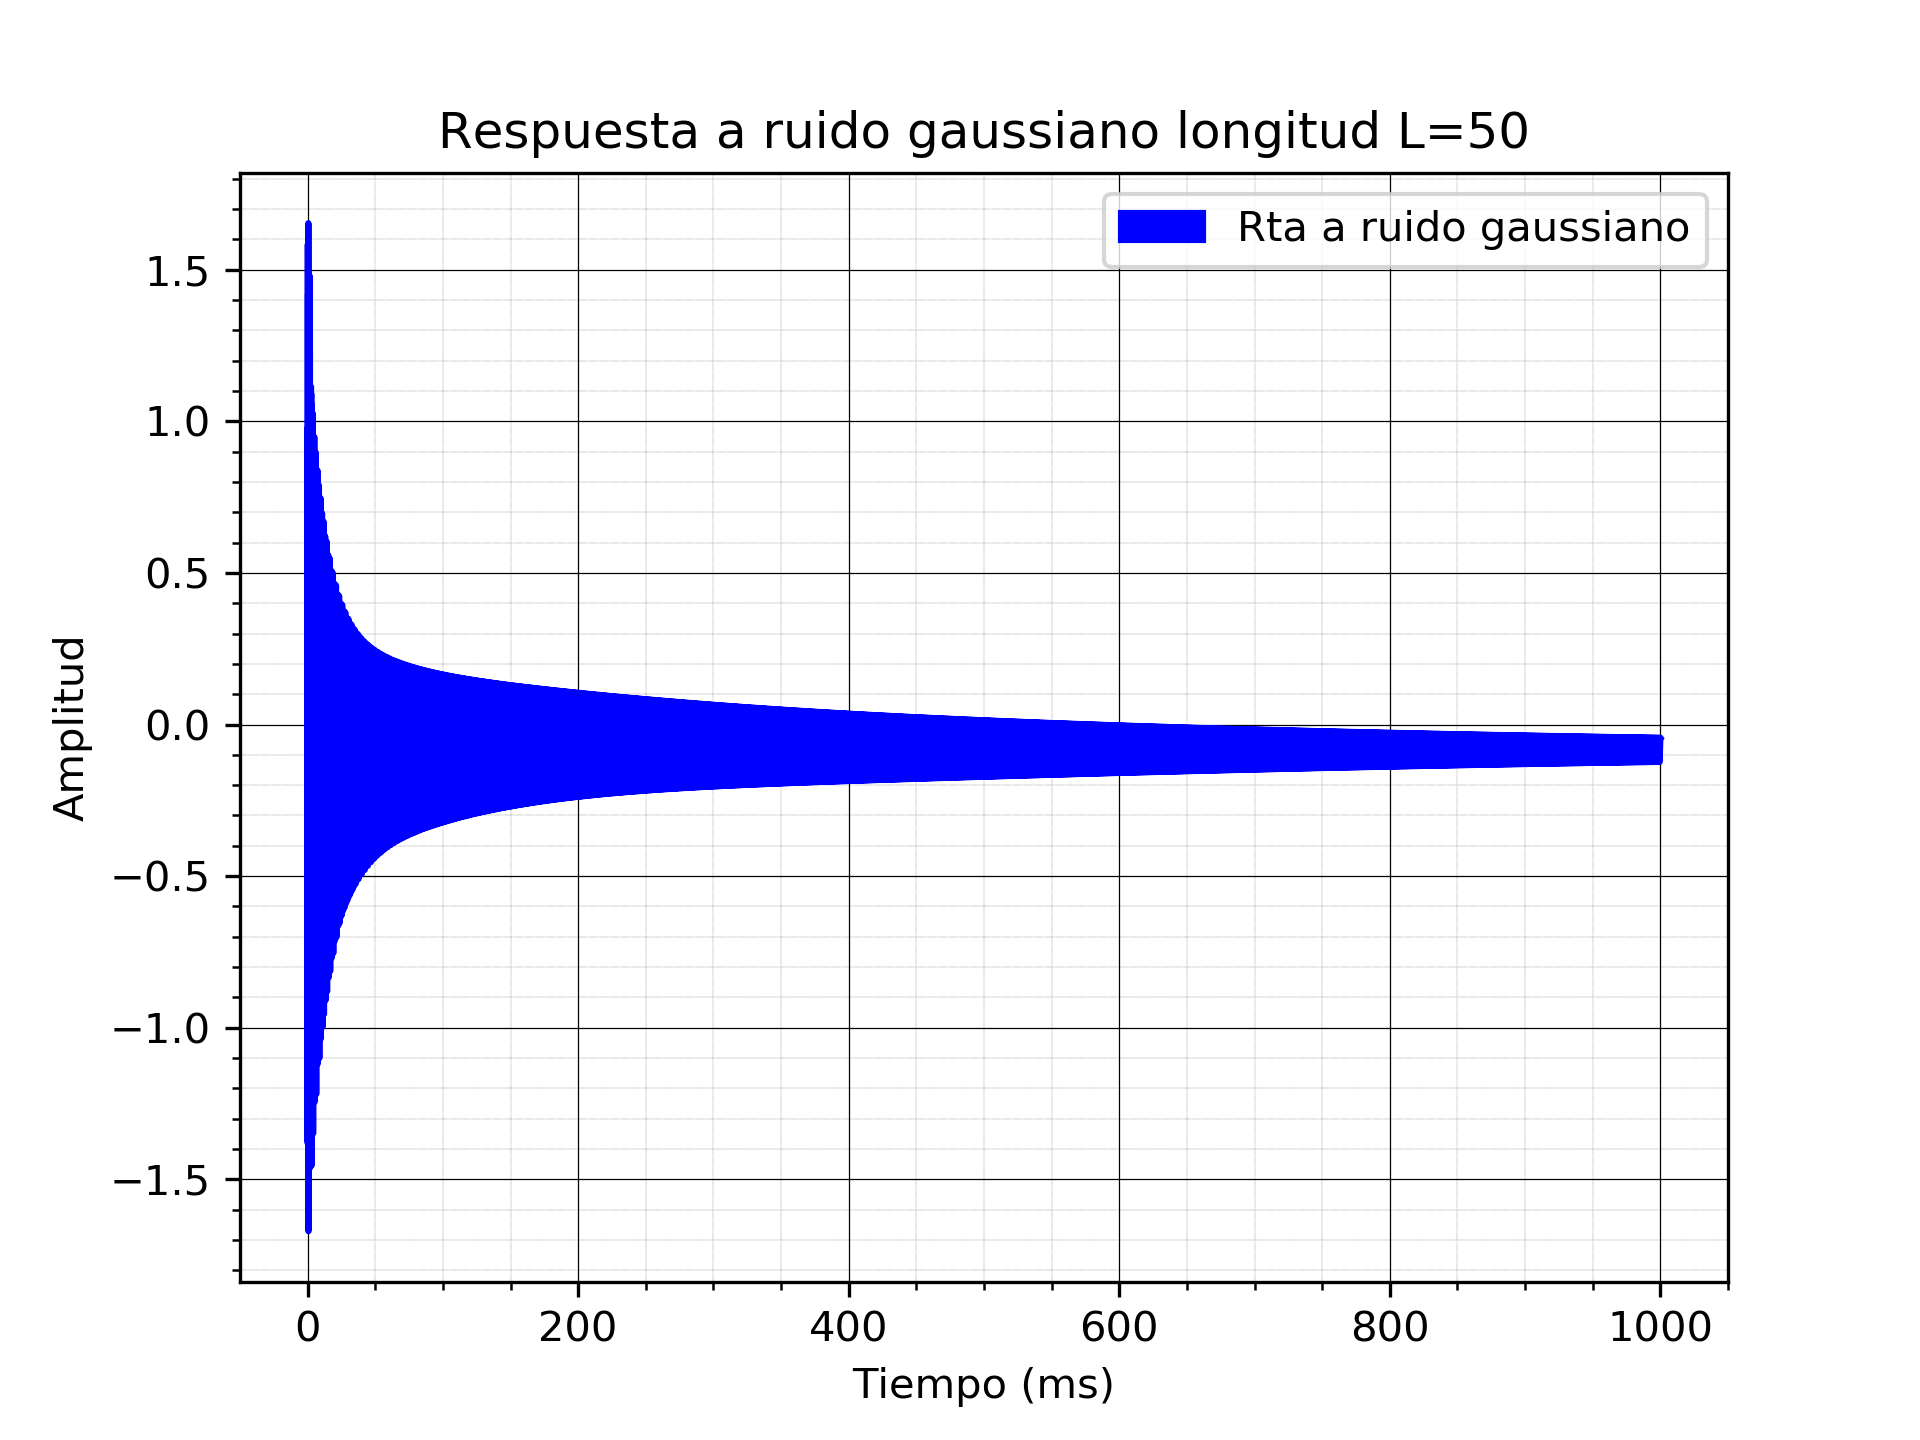 Respuesta a ruido gaussiano longitud L=50
Rta a ruido gaussiano
1.5
1.0
0.5
0.0
−0.5
−1.0
−1.5
Amplitud
0 200 400 600 800 1000
Tiempo (ms)